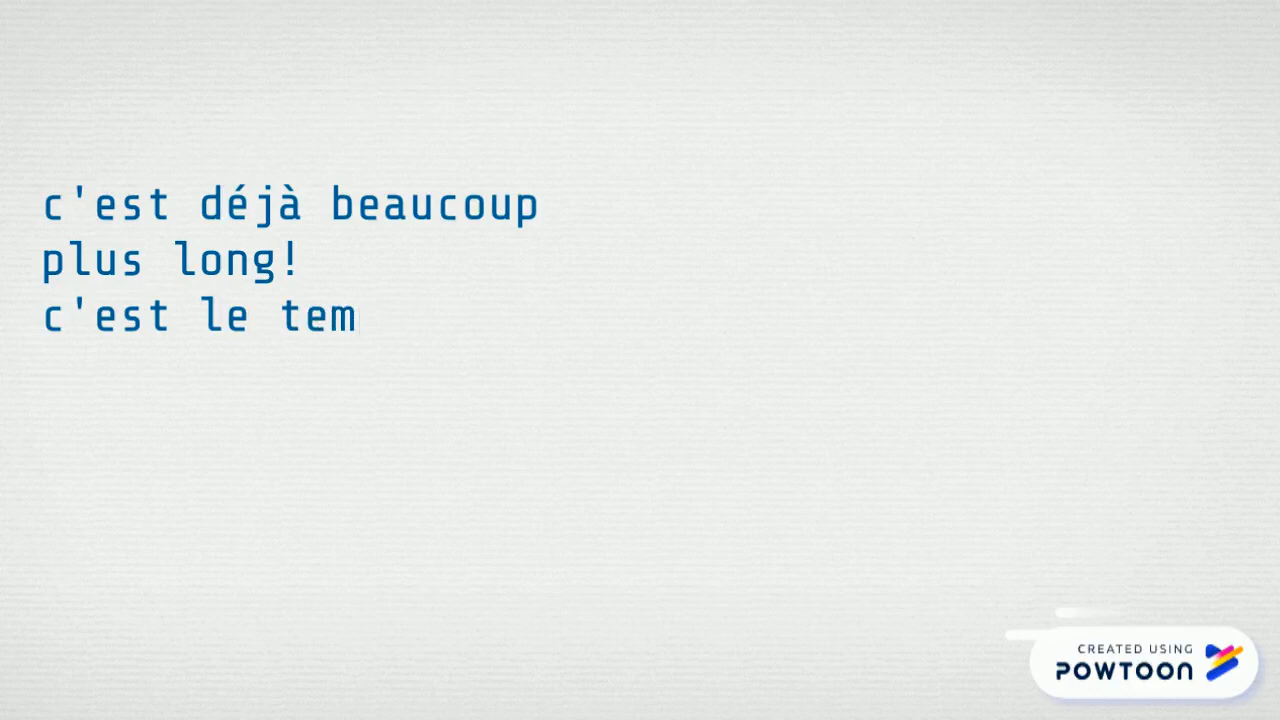 c'est déjà beaucoup
plus long!
c'est le tem
CREATED USING
POWTOON